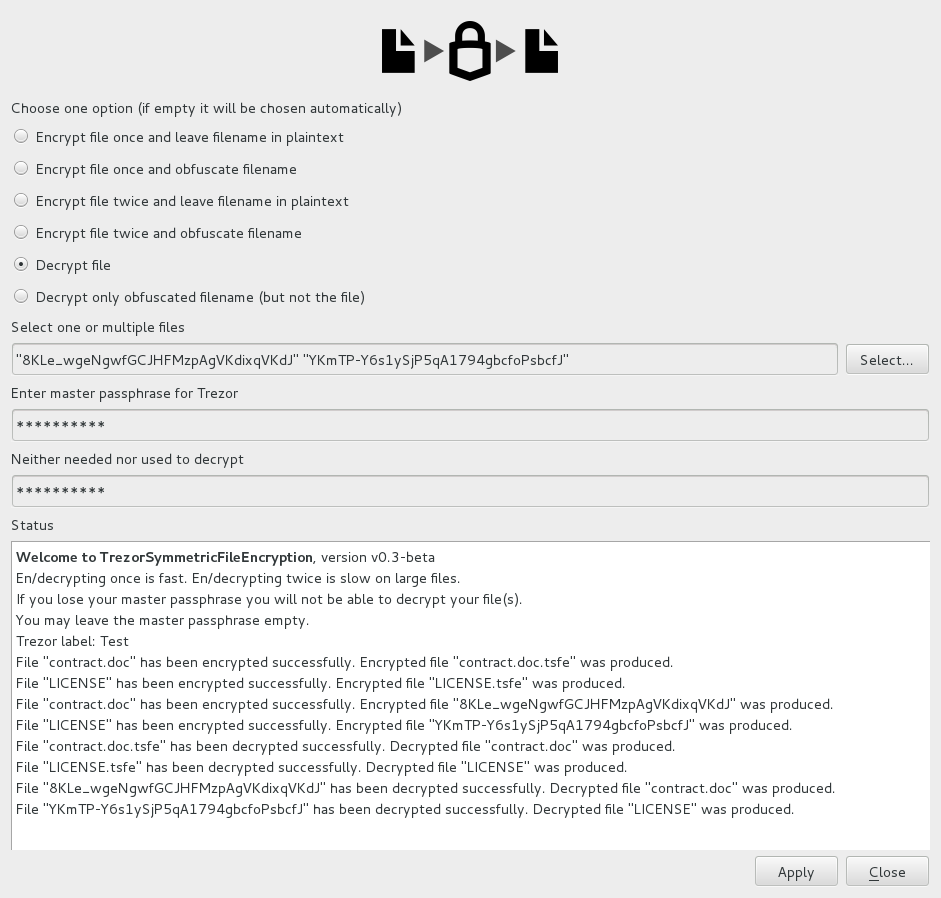 Choose one option (if empty it will be chosen automatically)
Encrypt file once and leave filename in plaintext
Encrypt file once and obfuscate filename
Encrypt file twice and leave filename in plaintext
Encrypt file twice and obfuscate filename
Decrypt file
Decrypt only obfuscated filename (but not the file)
Select one or multiple files
"8KLe_wgeNgwfGCJHFMzpAgVKdixqVKdJ" "YKmTP-Y6s1ySjP5qA1794gbcfoPsbcfJ"
Select...
Enter master passphrase for Trezor
**********
Neither needed nor used to decrypt
**********
Status
Welcome to TrezorSymmetricFileEncryption, version v0.3-beta
En/decrypting once is fast. En/decrypting twice is slow on large files.
If you lose your master passphrase you will not be able to decrypt your file(s).
You may leave the master passphrase empty.
Trezor label: Test
File "contract.doc" has been encrypted successfully. Encrypted file "contract.doc.tsfe" was produced.
File "LICENSE" has been encrypted successfully. Encrypted file "LICENSE.tsfe" was produced.
File "contract.doc" has been encrypted successfully. Encrypted file "8KLe_wgeNgwfGCJHFMzpAgVKdixqVKdJ" was produced.
File "LICENSE" has been encrypted successfully. Encrypted file "YKmTP-Y6s1ySjP5qA1794gbcfoPsbcfJ" was produced.
File "contract.doc.tsfe" has been decrypted successfully. Decrypted file "contract.doc" was produced.
File "LICENSE.tsfe" has been decrypted successfully. Decrypted file "LICENSE" was produced.
File "8KLe_wgeNgwfGCJHFMzpAgVKdixqVKdJ" has been decrypted successfully. Decrypted file "contract.doc" was produced.
File "YKmTP-Y6s1ySjP5qA1794gbcfoPsbcfJ" has been decrypted successfully. Decrypted file "LICENSE" was produced.
Apply
Close